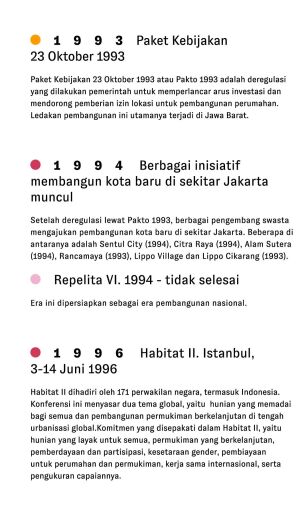 1 9 9 3 Paket Kebijakan
23 Oktober 1993
Paket Kebijakan 23 Oktober 1993 atau Pakto 1993 adalah deregulasi
yang dilakukan pemerintah untuk memperlancar arus investasi dan
mendorong pemberian izin lokasi untuk pembangunan perumahan.
Ledakan pembangunan ini utamanya terjadi di Jawa Barat.
1 9 9 4 Berbagai inisiatif
membangun kota baru di sekitar Jakarta
muncul
Setelah deregulasi lewat Pakto 1993, berbagai pengembang swasta
mengajukan pembangunan kota baru di sekitar Jakarta. Beberapa di
antaranya adalah Sentul City (1994), Citra Raya (1994), Alam Sutera
(1994), Rancamaya (1993), Lippo Village dan Lippo Cikarang (1993).
Repelita VI. 1994 - tidak selesai
Era ini dipersiapkan sebagai era pembangunan nasional.
1 9 9 6 Habitat II. Istanbul,
3-14 Juni 1996
Habitat II dihadiri oleh 171 perwakilan negara, termasuk Indonesia.
Konferensi ini menyasar dua tema global, yaitu hunian yang memadai
bagi semua dan pembangunan permukiman berkelanjutan di tengah
urbanisasi global.Komitmen yang disepakati dalam Habitat II, yaitu
hunian yang layak untuk semua, permukiman yang berkelanjutan,
pemberdayaan dan partisipasi, kesetaraan gender, pembiayaan
untuk perumahan dan permukiman, kerja sama internasional, serta
pengukuran capaiannya.